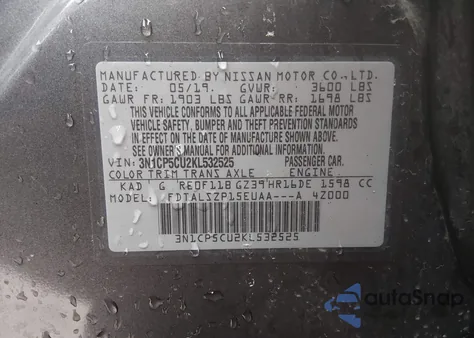 MANUFACTURED BY NISSAN MOTOR CO.,LTD.
DATE: 05/19. GVWR: 3600 LBS
GAWR FR: 1903 LBS GAWR RR: 1698 LBS
THIS VEHICLE CONFORMS TO ALL APPLICABLE FEDERAL MOTOR
VEHICLE SAFETY, BUMPER AND THEFT PREVENTION STANDARDS
IN EFFECT ON THE DATE OF MANUFACTURE SHOWN ABOVE.
SEE OWNER'S MANUAL FOR ADDITIONAL INFORMATION.
VIN: 3N1CP5CU2KL532525 PASSENGER CAR
COLOR TRIM TRANS AXLE ENGINE
KAD G RE0F11B GZ39 HR16DE 1598 CC
MODEL: FDTALSZP15EUAA---A 4Z000
3N1CP5CU2KL532525
autaSnap